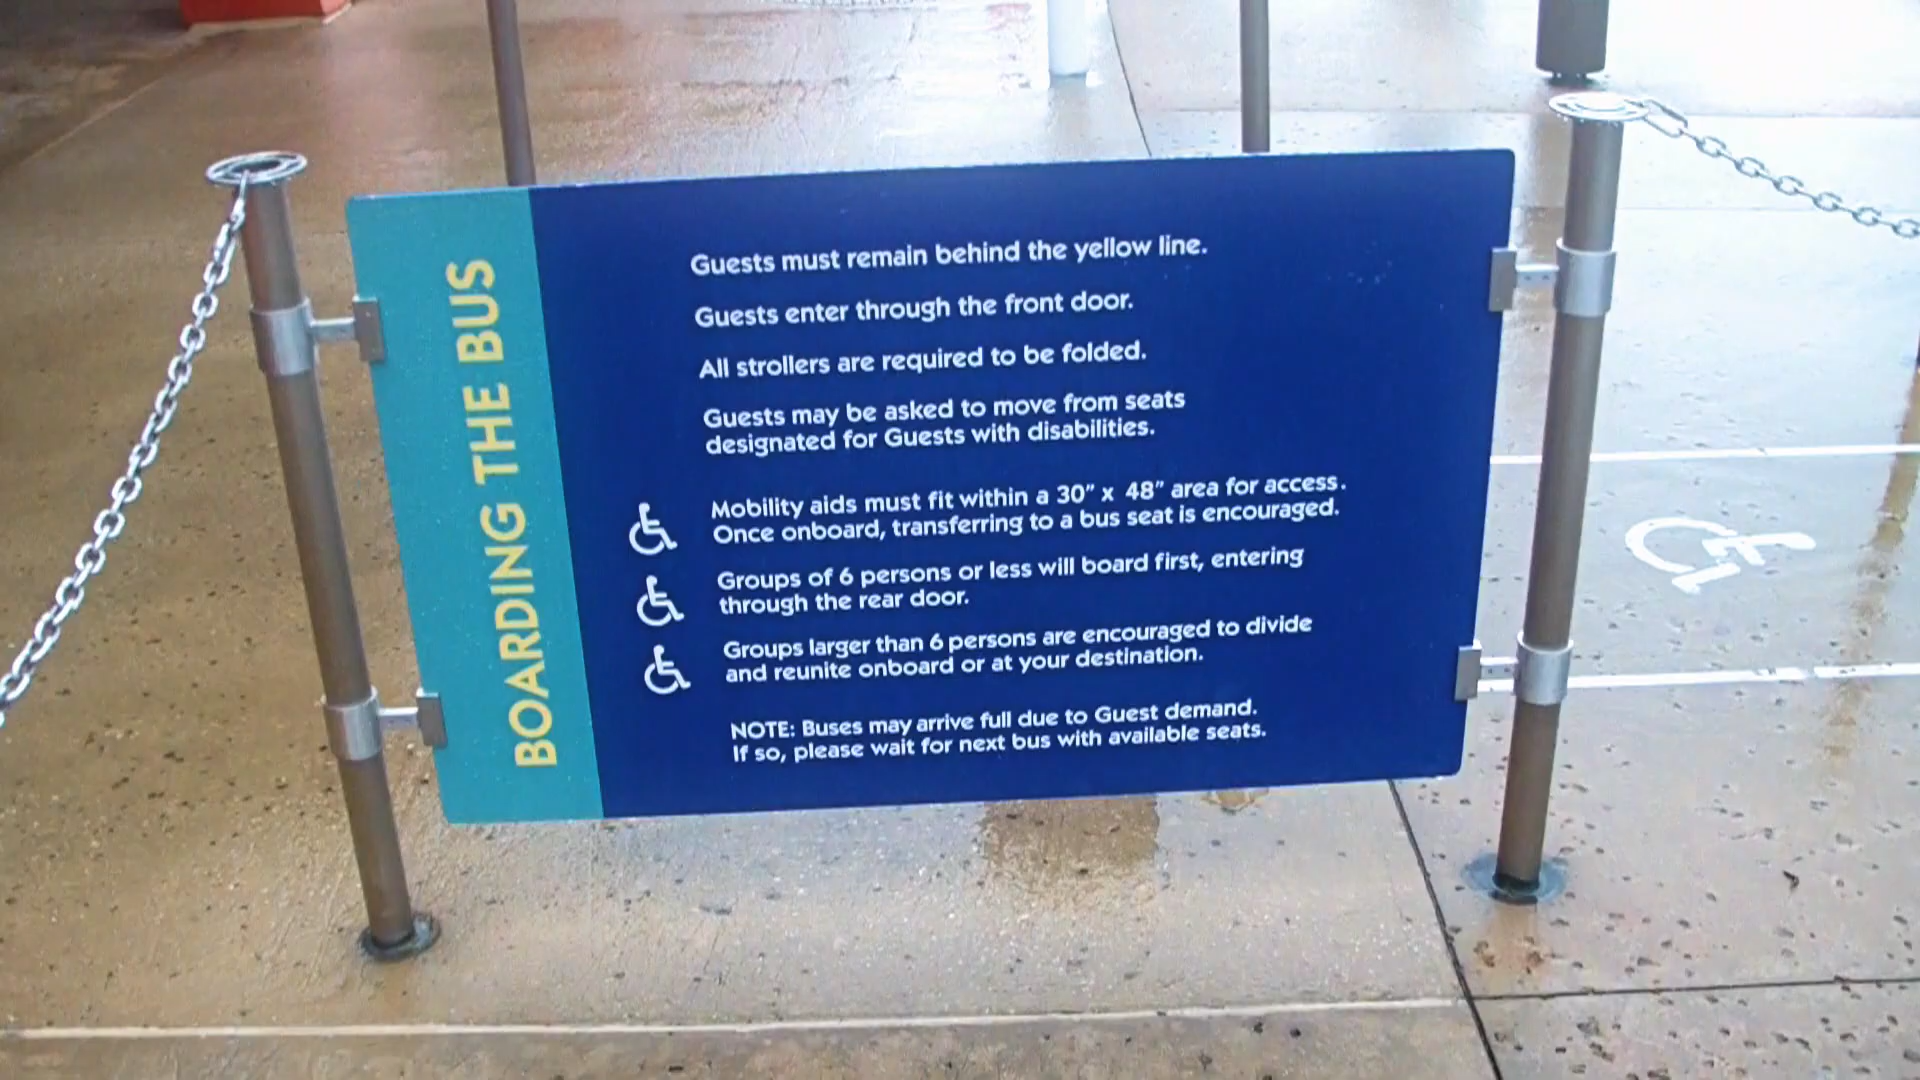 BOARDING THE BUS
Guests must remain behind the yellow line.
Guests enter through the front door.
All strollers are required to be folded.
Guests may be asked to move from seats
designated for Guests with disabilities.
Mobility aids must fit within a 30” x 48” area for access.
Once onboard, transferring to a bus seat is encouraged.
Groups of 6 persons or less will board first, entering
through the rear door.
Groups larger than 6 persons are encouraged to divide
and reunite onboard or at your destination.
NOTE: Buses may arrive full due to Guest demand.
If so, please wait for next bus with available seats.